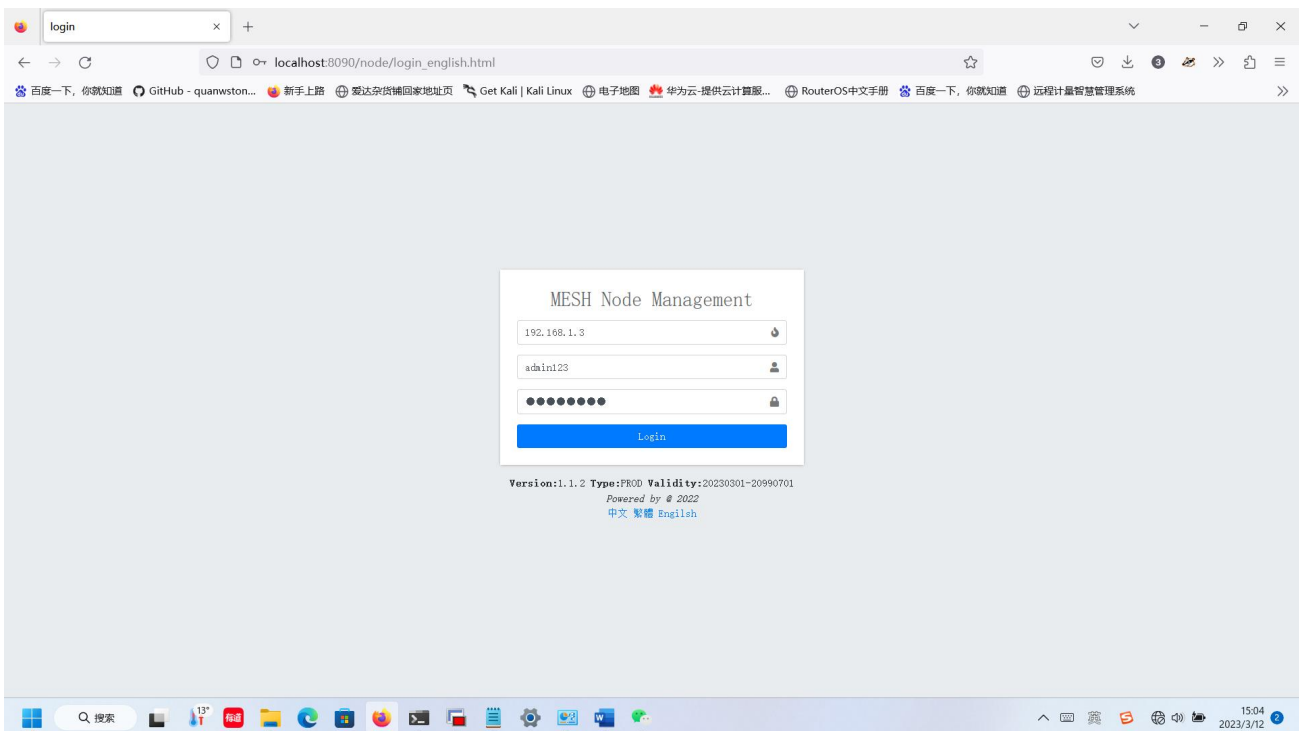 login
localhost:8090/node/login_english.html
3
百度一下，你就知道 GitHub - quanwston... 新手上路 爱达杂货铺回家地址页 Get Kali | Kali Linux 电子地图 华为云-提供云计算服... RouterOS中文手册 百度一下，你就知道 远程计量智慧管理系统
MESH Node Management
192.168.1.3
admin123
Login
Version:1.1.2 Type:PROD Validity:20230301-20990701
Powered by @ 2022
中文 繁體 Engilsh
搜索 13° 有道 英 15:04
2023/3/12 2